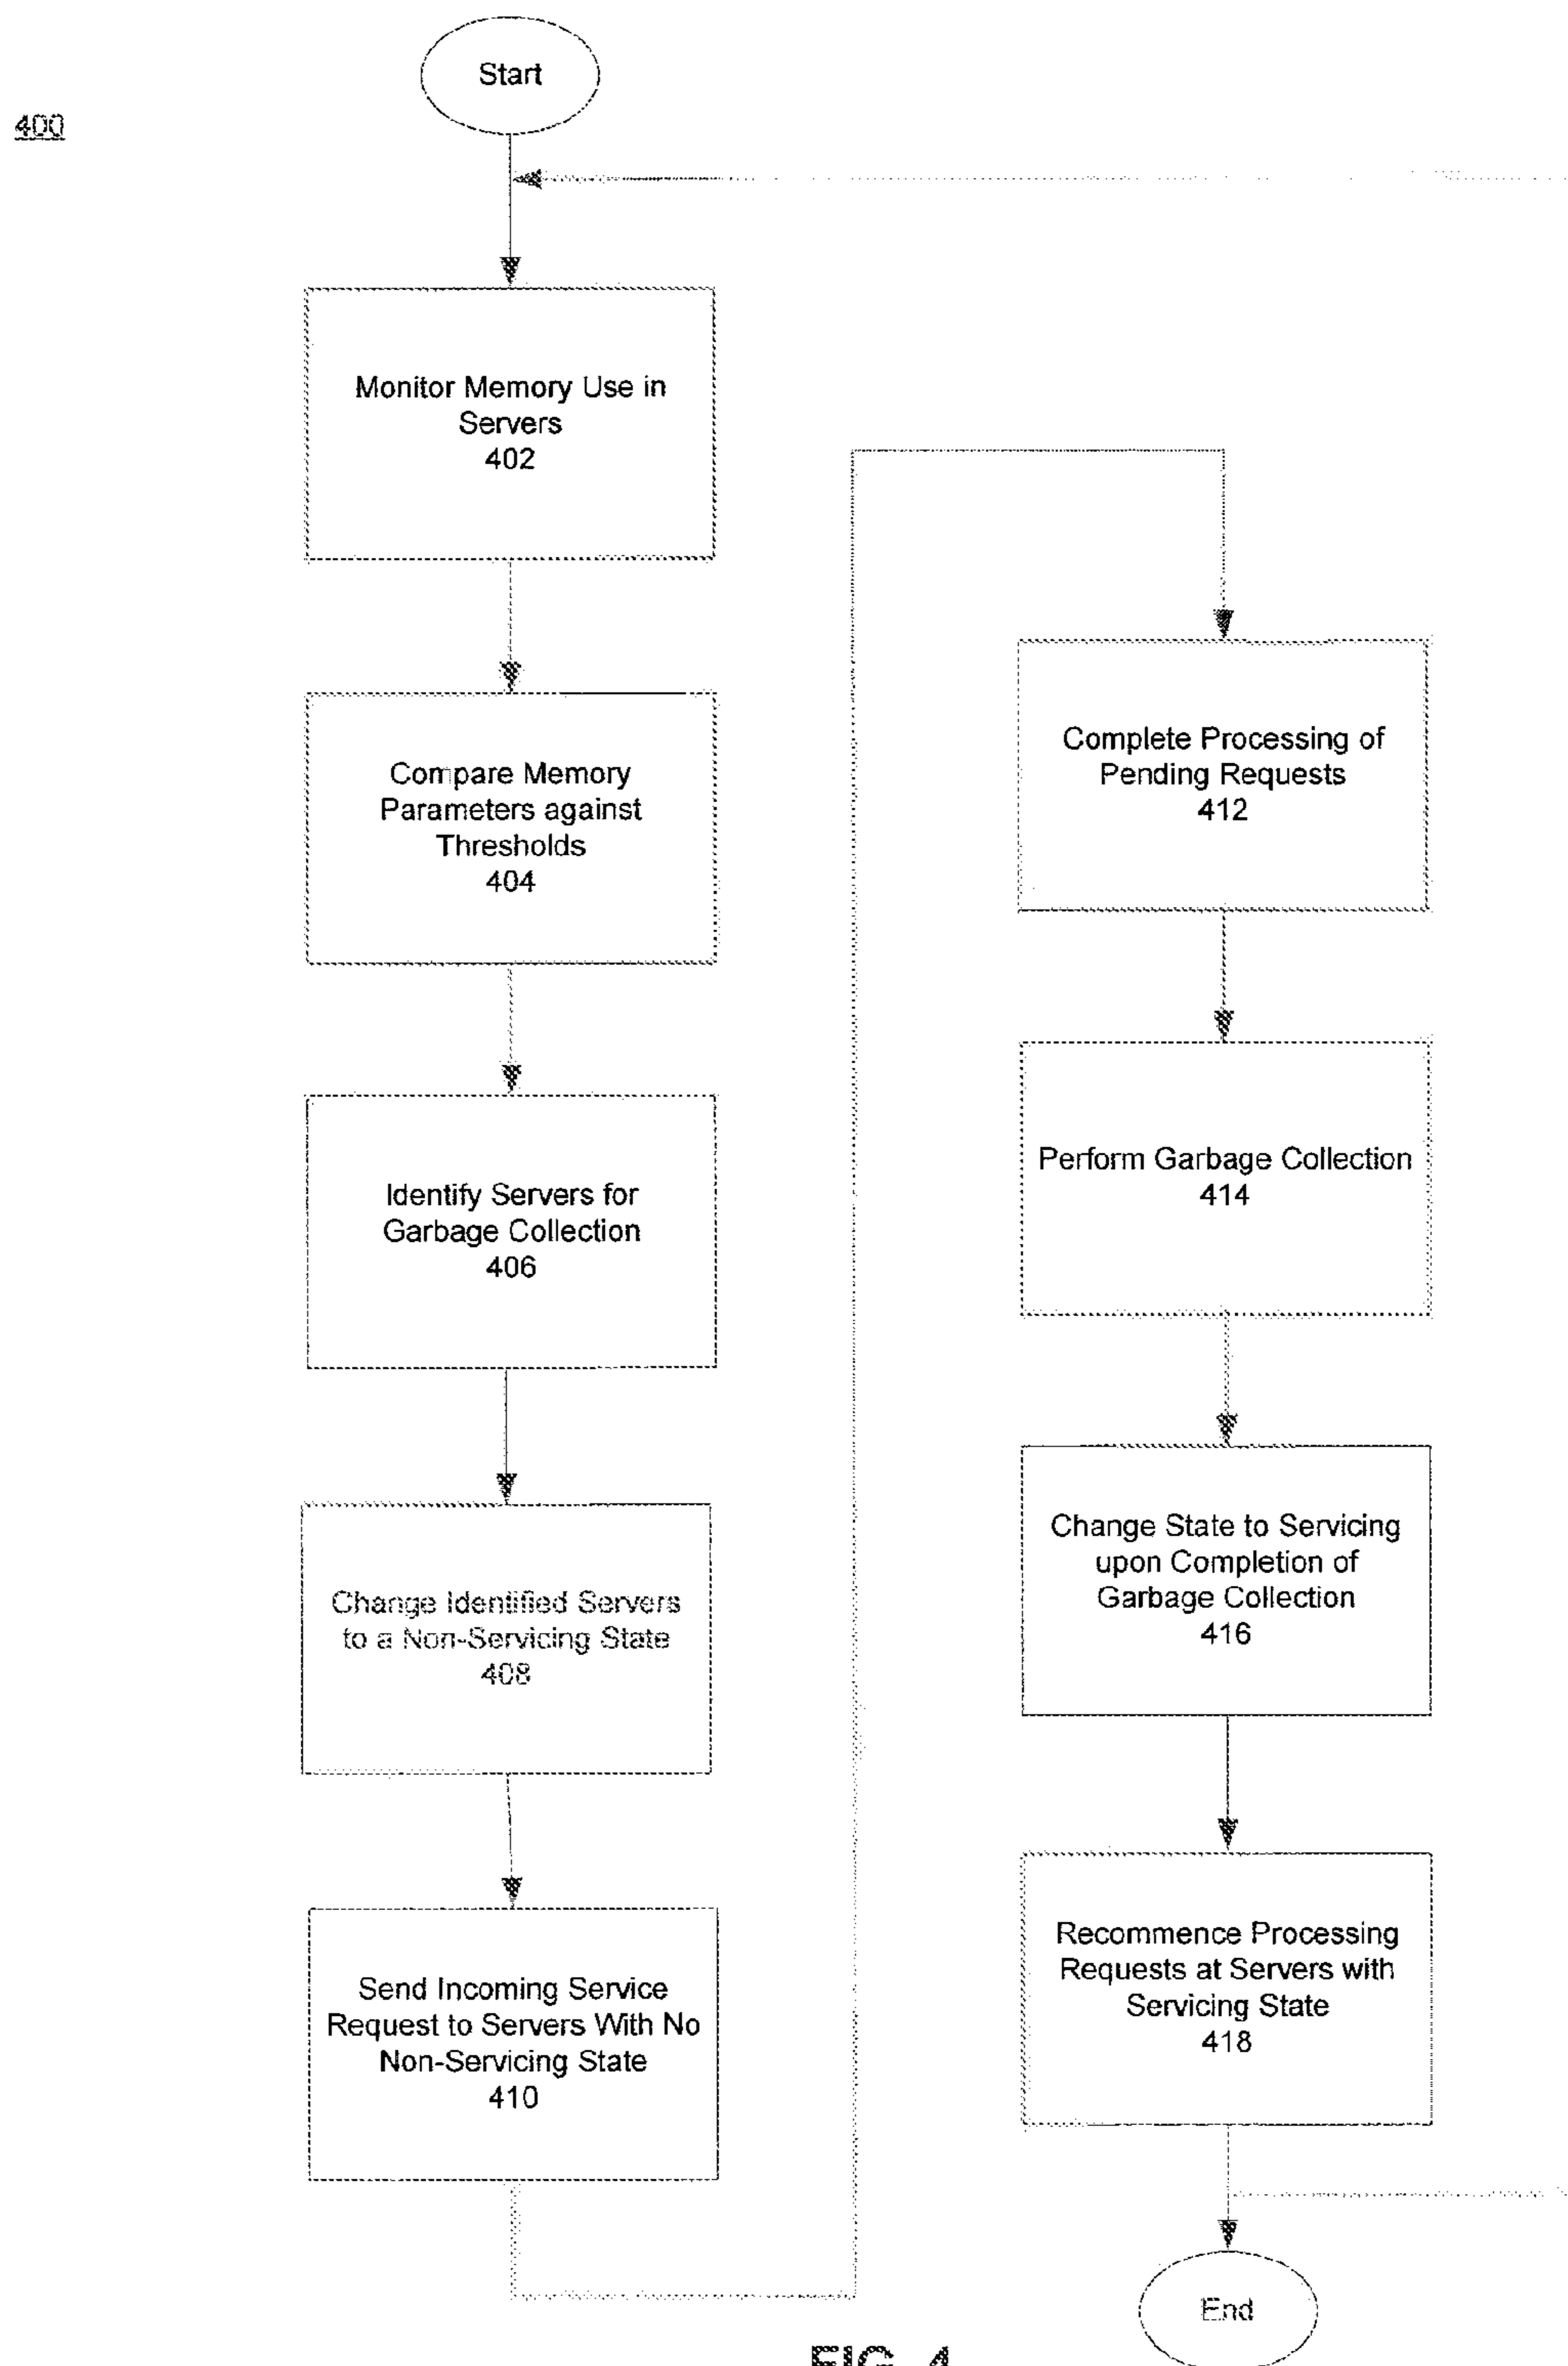 400
Start
Monitor Memory Use in
Servers
402
Compare Memory
Parameters against
Thresholds
404
Identify Servers for
Garbage Collection
406
Change Identified Servers
to a Non-Servicing State
408
Send Incoming Service
Request to Servers With No
Non-Servicing State
410
Complete Processing of
Pending Requests
412
Perform Garbage Collection
414
Change State to Servicing
upon Completion of
Garbage Collection
416
Recommence Processing
Requests at Servers with
Servicing State
418
End
FIG. 4